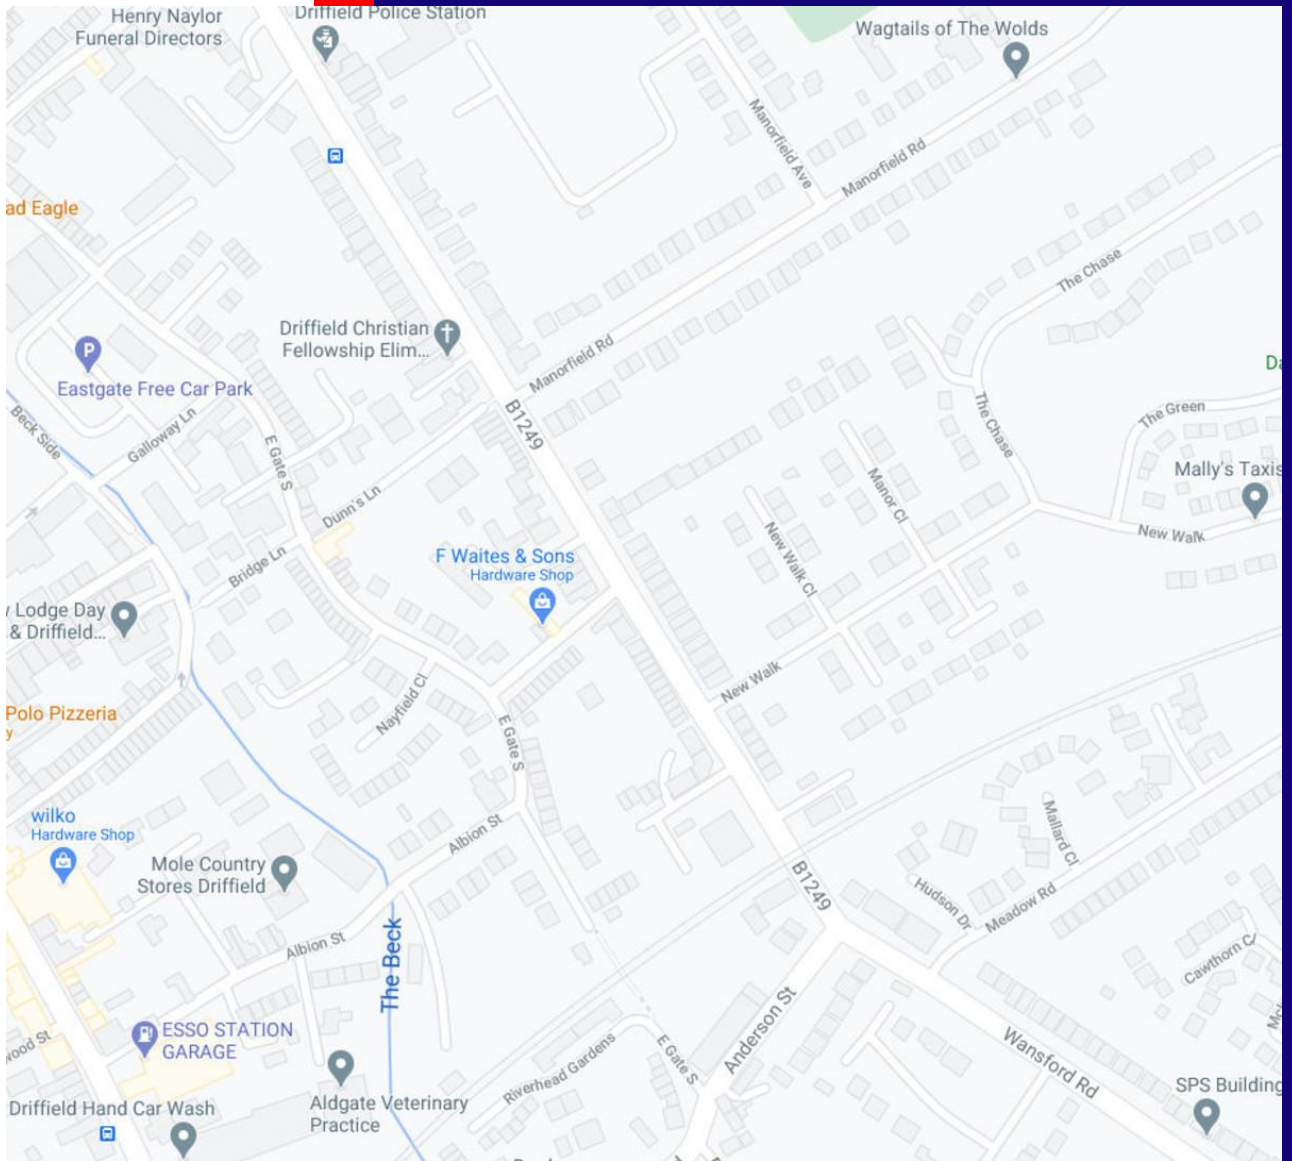 Henry Naylor
Funeral Directors
Driffield Police Station
Wagtails of The Wolds
Manorfield Ave
Manorfield Rd
ad Eagle
The Chase
Driffield Christian
Fellowship Elim...
Manorfield Rd
Eastgate Free Car Park
P
B1249
Beck Side
Galloway Ln
E Gate S
The Chase
The Green
Mally's Taxis
Manor Cl
Dunn's Ln
New Walk
New Walk Cl
F Waites & Sons
Hardware Shop
Bridge Ln
Lodge Day
& Driffield...
New Walk
Nayfield Cl
Polo Pizzeria
y
E Gate S
wilko
Hardware Shop
Albion St
Mallard Cl
Mole Country
Stores Driffield
B1249
Hudson Dr
Meadow Rd
Albion St
The Beck
Cawthorn C
Anderson St
ESSO STATION
GARAGE
wood St
E Gate S
Riverhead Gardens
Wansford Rd
SPS Building
Driffield Hand Car Wash
Aldgate Veterinary
Practice